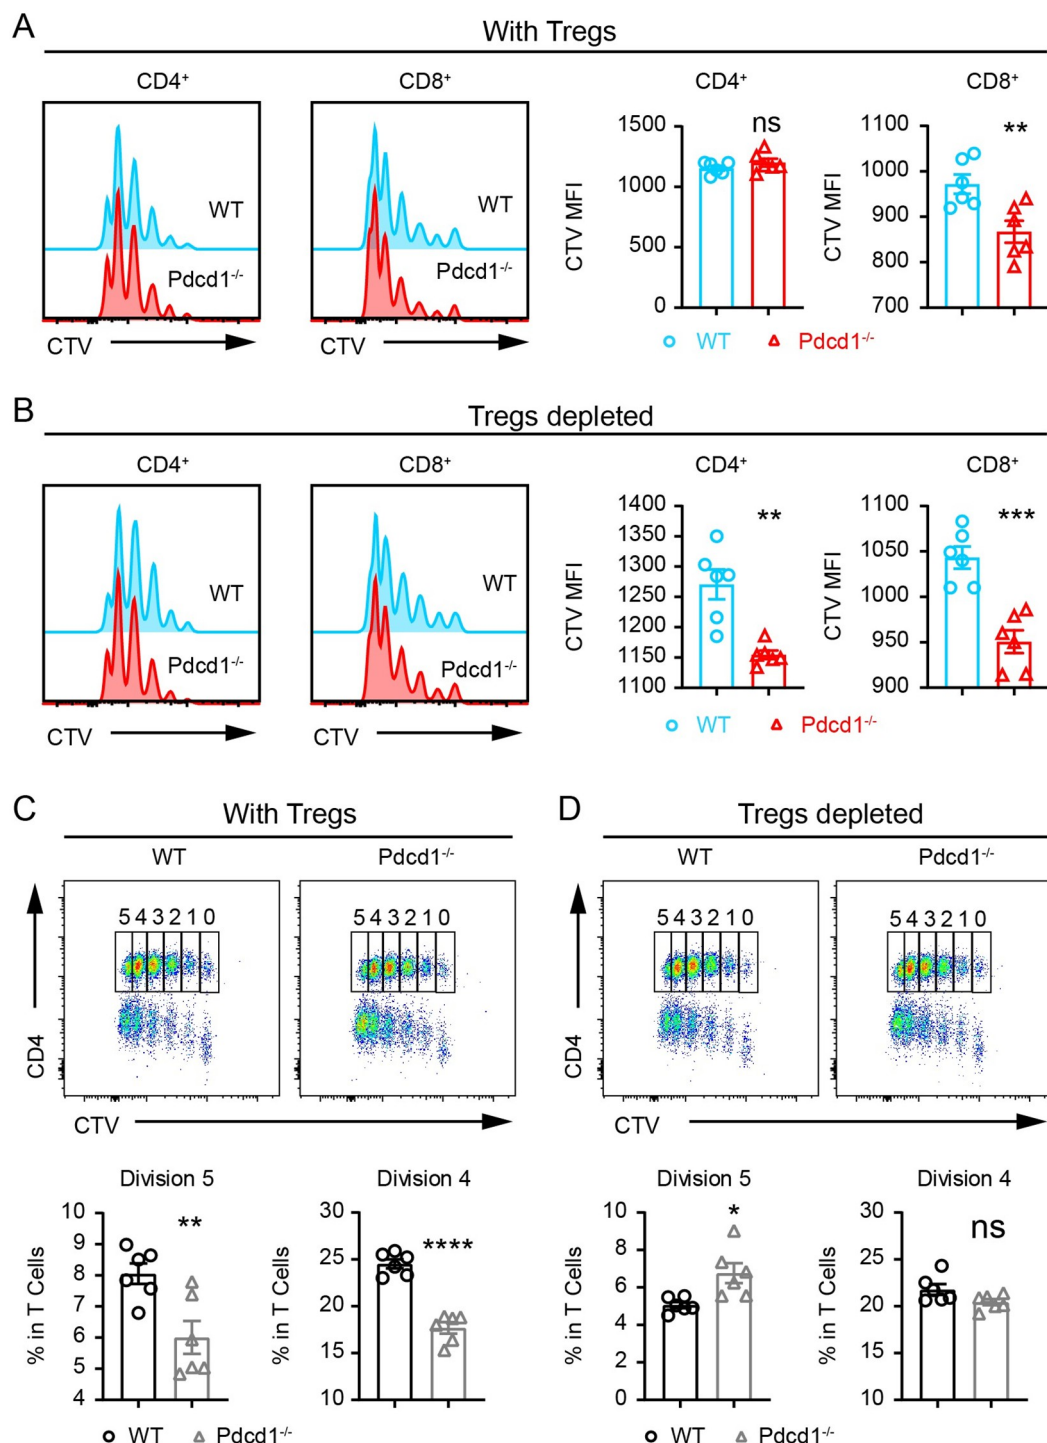 A
With Tregs
CD4⁺
CD8⁺
CD4⁺
CD8⁺
WT
Pdcd1⁻/⁻
WT
Pdcd1⁻/⁻
CTV
CTV
CTV MFI
1500
1000
500
0
ns
CTV MFI
1100
1000
900
800
700
**
WT
Pdcd1⁻/⁻
B
Tregs depleted
CD4⁺
CD8⁺
CD4⁺
CD8⁺
WT
Pdcd1⁻/⁻
WT
Pdcd1⁻/⁻
CTV
CTV
CTV MFI
1400
1350
1300
1250
1200
1150
1100
**
CTV MFI
1100
1050
1000
950
900
***
WT
Pdcd1⁻/⁻
C
With Tregs
WT
Pdcd1⁻/⁻
5 4 3 2 1 0
5 4 3 2 1 0
CD4
CTV
Division 5
% in T Cells
10
9
8
7
6
5
4
**
Division 4
% in T Cells
30
25
20
15
10
****
WT
Pdcd1⁻/⁻
D
Tregs depleted
WT
Pdcd1⁻/⁻
5 4 3 2 1 0
5 4 3 2 1 0
CD4
CTV
Division 5
% in T Cells
10
8
6
4
2
0
*
Division 4
% in T Cells
30
25
20
15
10
ns
WT
Pdcd1⁻/⁻